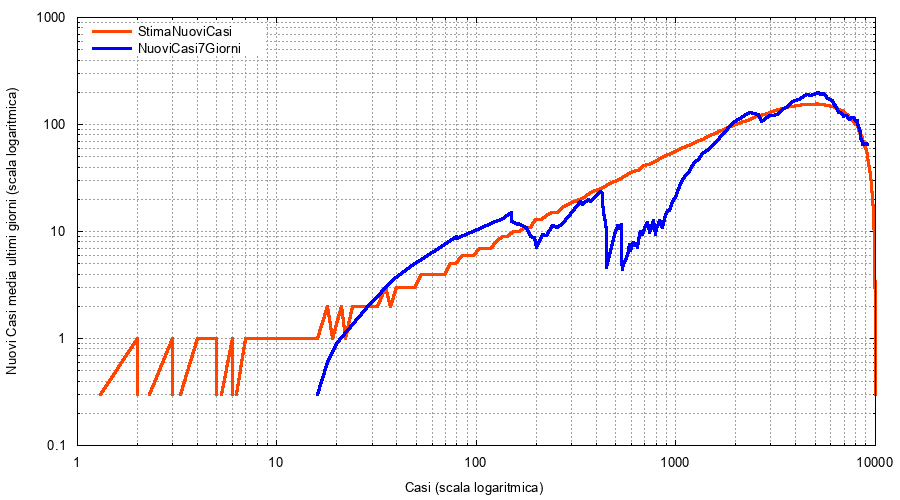 1000
StimaNuoviCasi
NuoviCasi7Giorni
100
10
1
0.1
Nuovi Casi media ultimi giorni (scala logaritmica)
1
10
100
1000
10000
Casi (scala logaritmica)